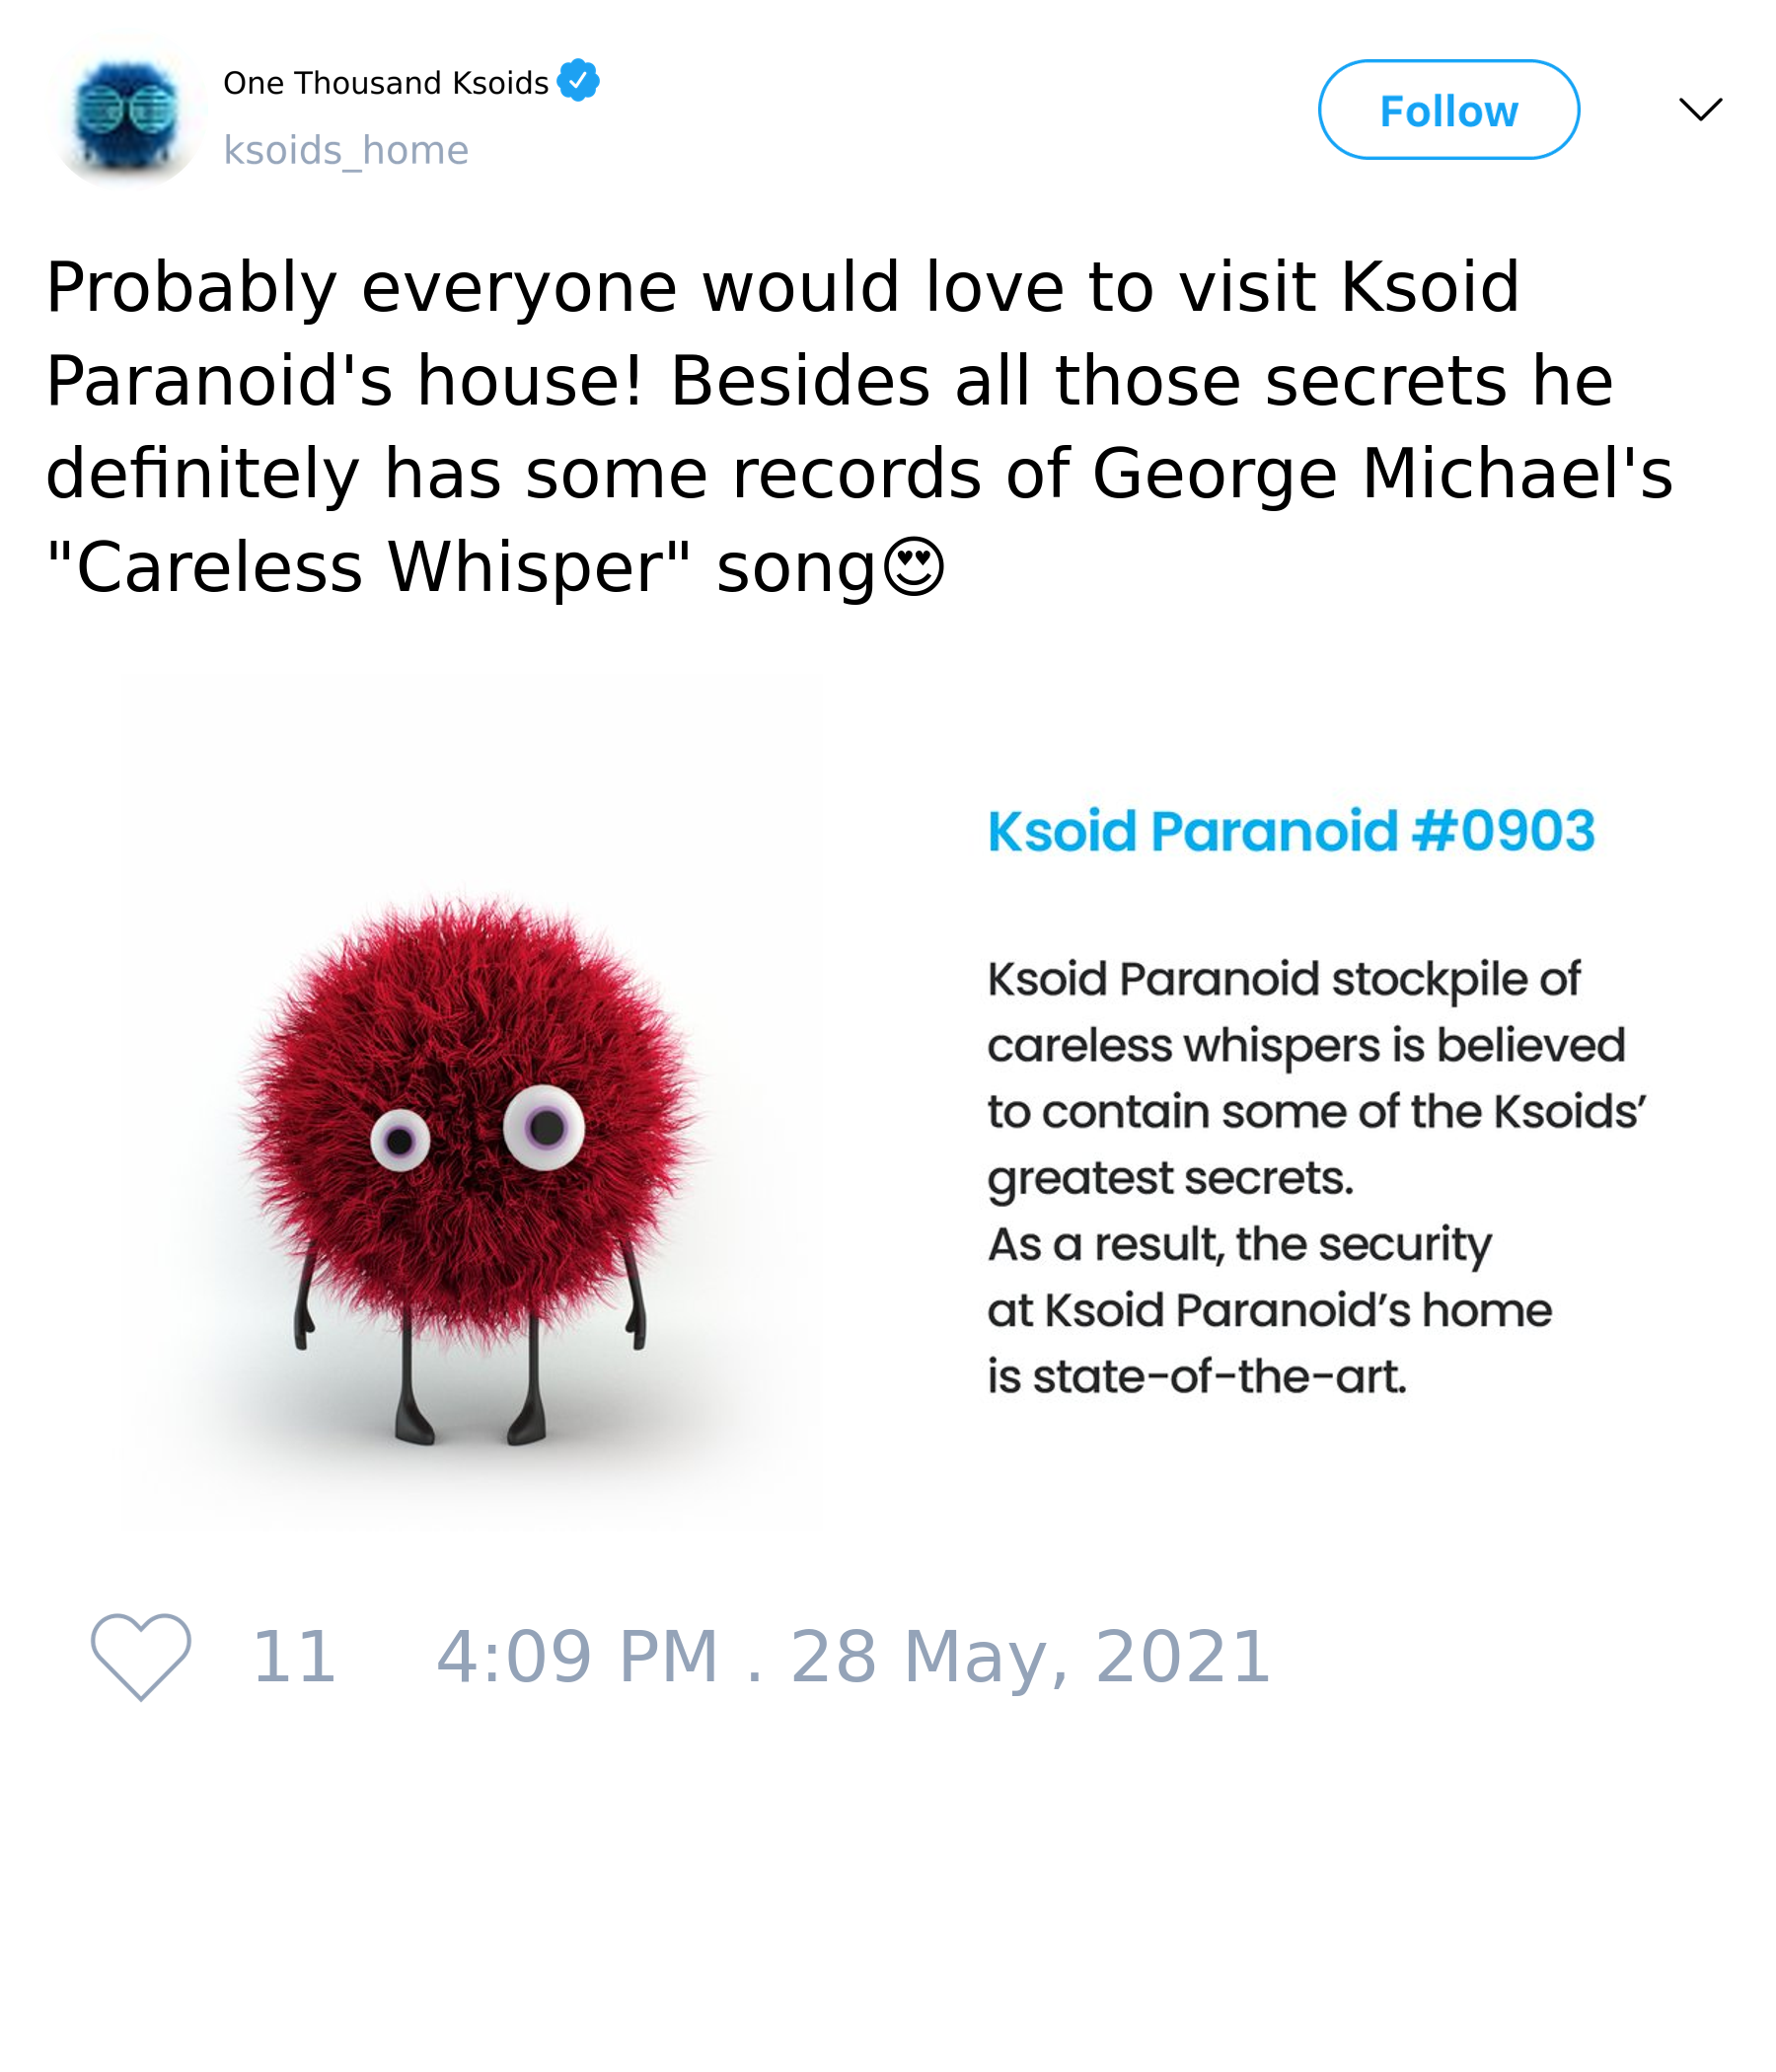 One Thousand Ksoids
ksoids_home
Follow
Probably everyone would love to visit Ksoid
Paranoid's house! Besides all those secrets he
definitely has some records of George Michael's
"Careless Whisper" song😍
Ksoid Paranoid #0903
Ksoid Paranoid stockpile of
careless whispers is believed
to contain some of the Ksoids’
greatest secrets.
As a result, the security
at Ksoid Paranoid’s home
is state-of-the-art.
11 4:09 PM . 28 May, 2021